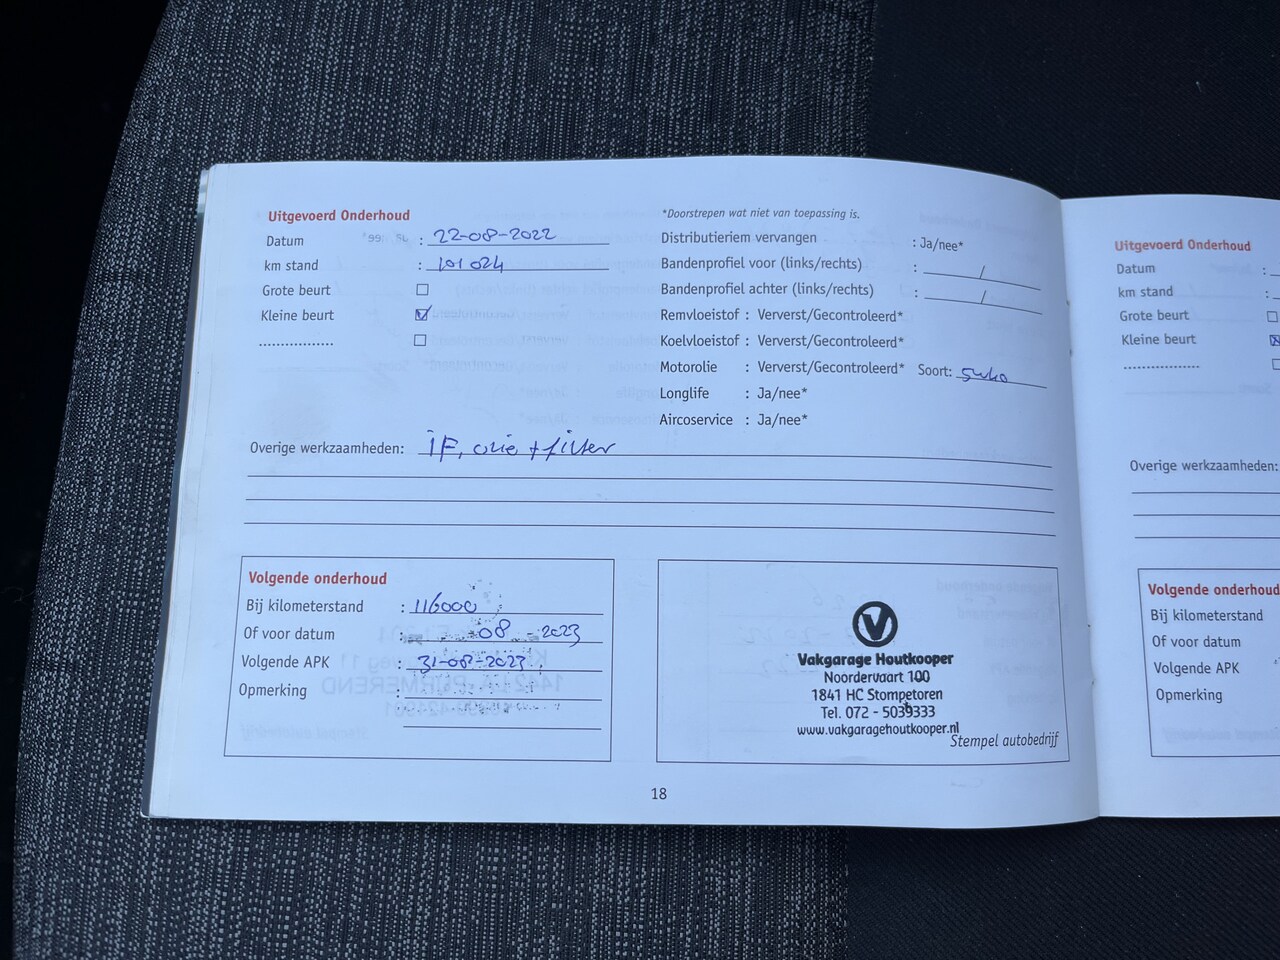 Uitgevoerd Onderhoud
Datum : 22-08-2022
km stand : 101024
Grote beurt
Kleine beurt
Overige werkzaamheden: iF, olie + filter
*Doorstrepen wat niet van toepassing is.
Distributieriem vervangen : Ja/nee*
Bandenprofiel voor (links/rechts) : /
Bandenprofiel achter (links/rechts) : /
Remvloeistof : Ververst/Gecontroleerd*
Koelvloeistof : Ververst/Gecontroleerd*
Motorolie : Ververst/Gecontroleerd* Soort: 5w40
Longlife : Ja/nee*
Aircoservice : Ja/nee*
Volgende onderhoud
Bij kilometerstand : 116000
Of voor datum : 08 - 2023
Volgende APK : 31-08-2023
Opmerking :
Vakgarage Houtkooper
Noordervaart 100
1841 HC Stompetoren
Tel. 072 - 5039333
www.vakgaragehoutkooper.nl
Stempel autobedrijf
18
Uitgevoerd Onderhoud
Datum :
km stand :
Grote beurt
Kleine beurt
Overige werkzaamheden:
Volgende onderhoud
Bij kilometerstand
Of voor datum
Volgende APK
Opmerking